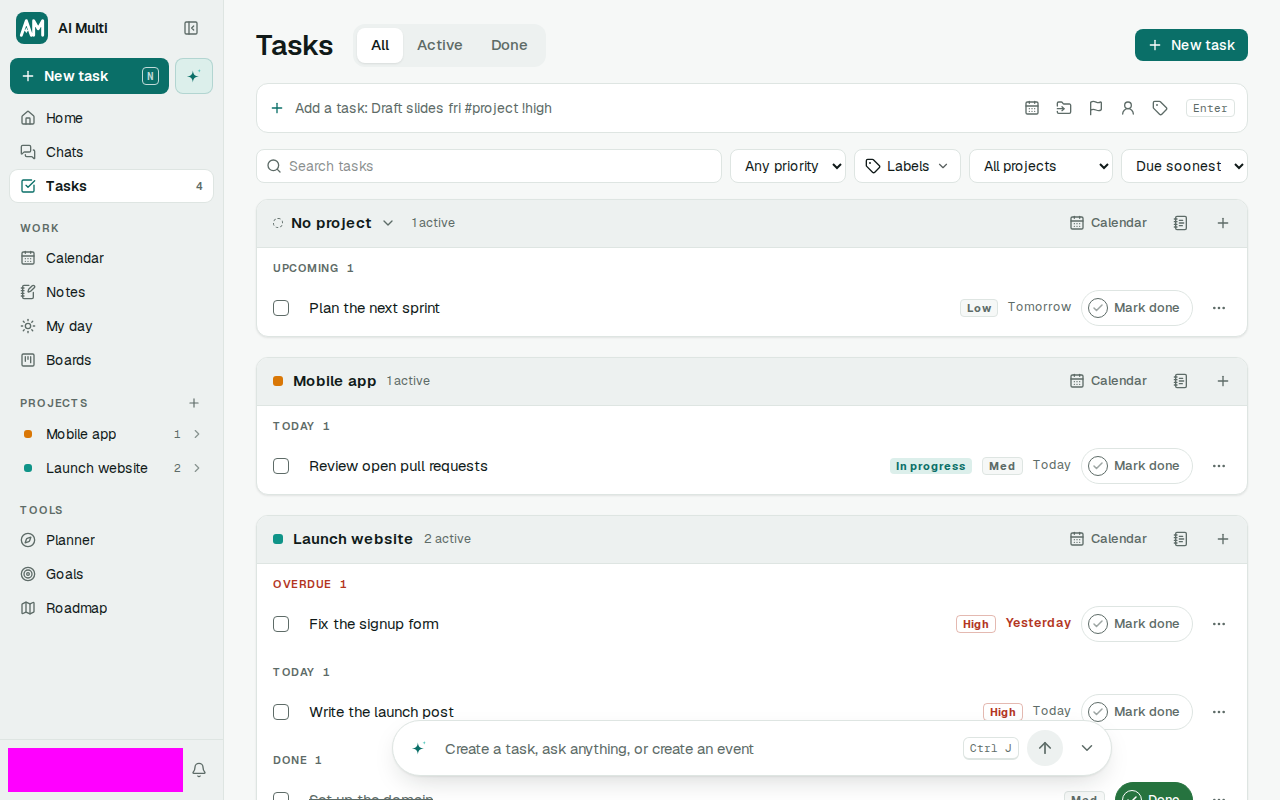 AM AI Multi
New task N
Home
Chats
Tasks 4
WORK
Calendar
Notes
My day
Boards
PROJECTS
Mobile app 1
Launch website 2
TOOLS
Planner
Goals
Roadmap
Tasks All Active Done New task
Add a task: Draft slides fri #project !high Enter
Search tasks Any priority Labels All projects Due soonest
No project 1 active Calendar
UPCOMING 1
Plan the next sprint Low Tomorrow Mark done
Mobile app 1 active Calendar
TODAY 1
Review open pull requests In progress Med Today Mark done
Launch website 2 active Calendar
OVERDUE 1
Fix the signup form High Yesterday Mark done
TODAY 1
Write the launch post High Today Mark done
Create a task, ask anything, or create an event Ctrl J
DONE 1
Set up the domain Med Done